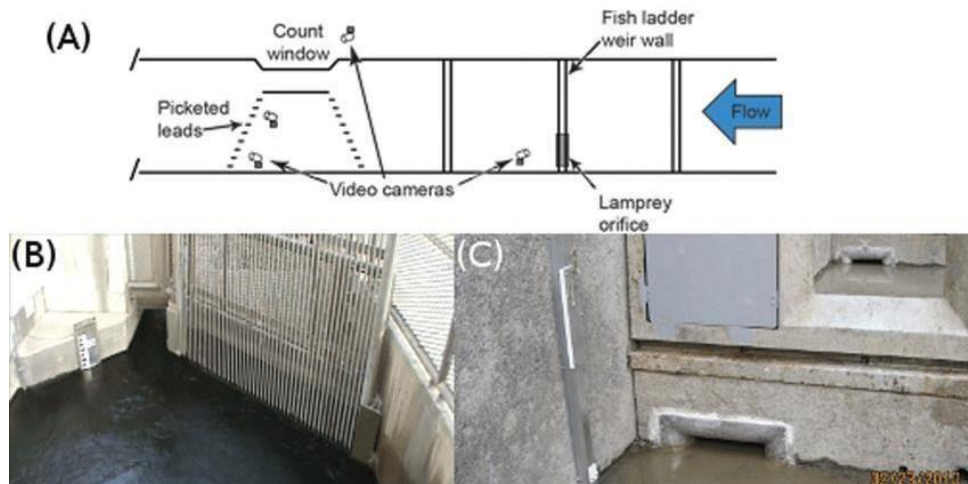 (A)
Count
window
Fish ladder
weir wall
Picketed
leads
Flow
Video cameras
Lamprey
orifice
(B)
(C)